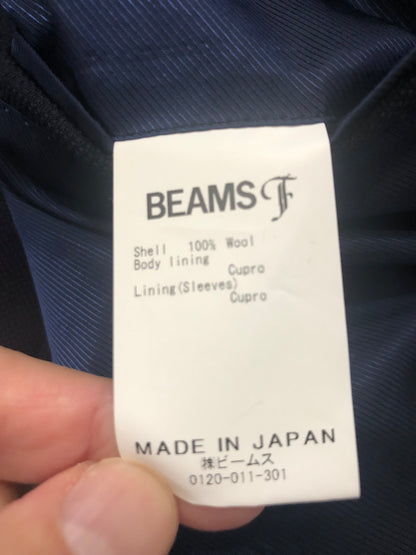 BEAMS F
Shell 100% Wool
Body lining
Cupro
Lining(Sleeves)
Cupro
MADE IN JAPAN
㈱ビームス
0120-011-301